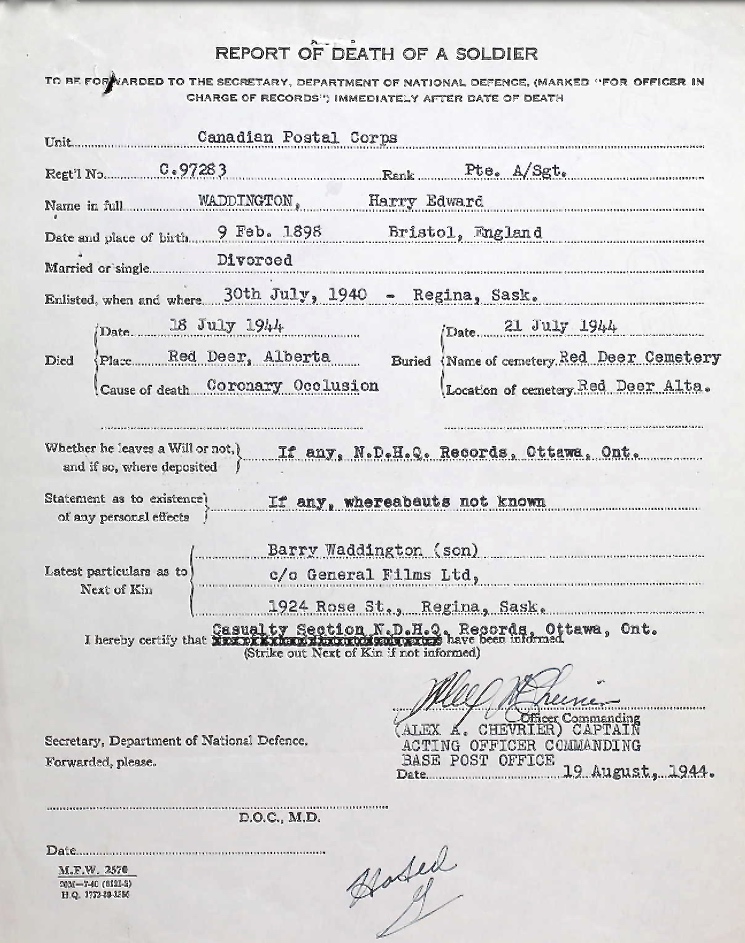 REPORT OF DEATH OF A SOLDIER
TO BE FORWARDED TO THE SECRETARY, DEPARTMENT OF NATIONAL DEFENCE, (MARKED "FOR OFFICER IN
CHARGE OF RECORDS") IMMEDIATELY AFTER DATE OF DEATH
Unit Canadian Postal Corps
Regt'l No. C.97283 Rank Pte. A/Sgt.
Name in full WADDINGTON, Harry Edward
Date and place of birth 9 Feb. 1898 Bristol, England
Married or single Divorced
Enlisted, when and where 30th July, 1940 - Regina, Sask.
Date 18 July 1944 Date 21 July 1944
Died Place Red Deer, Alberta Buried Name of cemetery Red Deer Cemetery
Cause of death Coronary Occlusion Location of cemetery Red Deer Alta.
Whether he leaves a Will or not, If any, N.D.H.Q. Records, Ottawa, Ont.
and if so, where deposited
Statement as to existence If any, whereabauts not known
of any personal effects
Barry Waddington (son)
Latest particulars as to c/o General Films Ltd,
Next of Kin
1924 Rose St., Regina, Sask.
Casualty Section N.D.H.Q. Records, Ottawa, Ont.
I hereby certify that have been informed
(Strike out Next of Kin if not informed)
Officer Commanding
(ALEX A. CHEVRIER) CAPTAIN
Secretary, Department of National Defence. ACTING OFFICER COMMANDING
Forwarded, please. BASE POST OFFICE
Date 19 August, 1944.
D.O.C., M.D.
Date
M.F.W. 2570